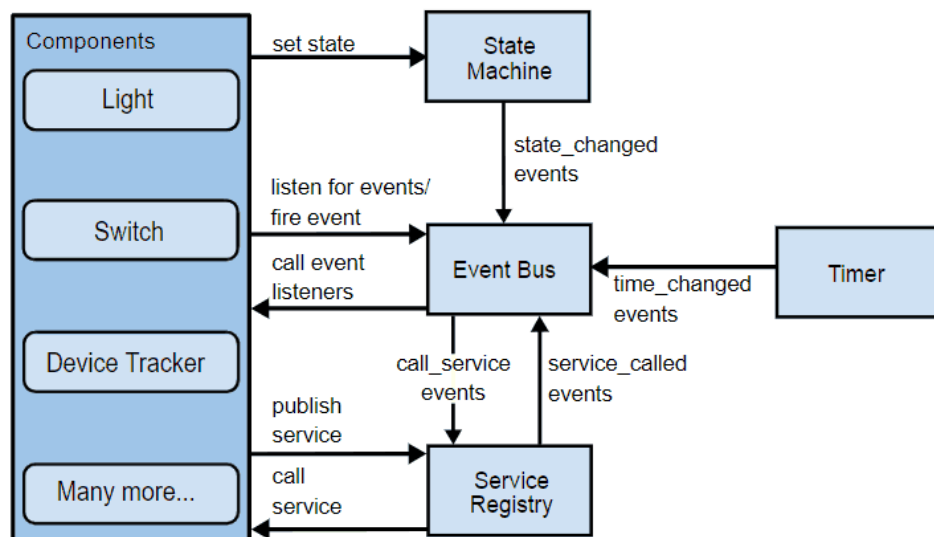 Components
Light
Switch
Device Tracker
Many more...
set state
State
Machine
state_changed
events
listen for events/
fire event
call event
listeners
Event Bus
time_changed
events
Timer
call_service
events
service_called
events
publish
service
call
service
Service
Registry